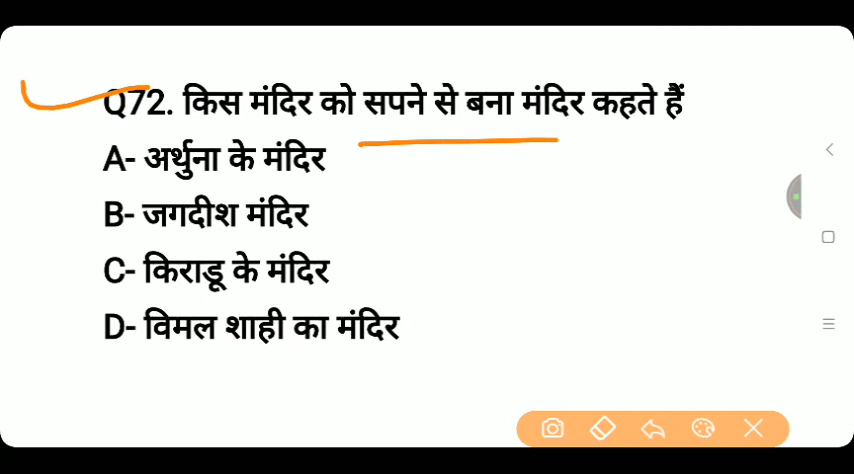 Q72. किस मंदिर को सपने से बना मंदिर कहते हैं
A- अर्थुना के मंदिर
B- जगदीश मंदिर
C- किराडू के मंदिर
D- विमल शाही का मंदिर